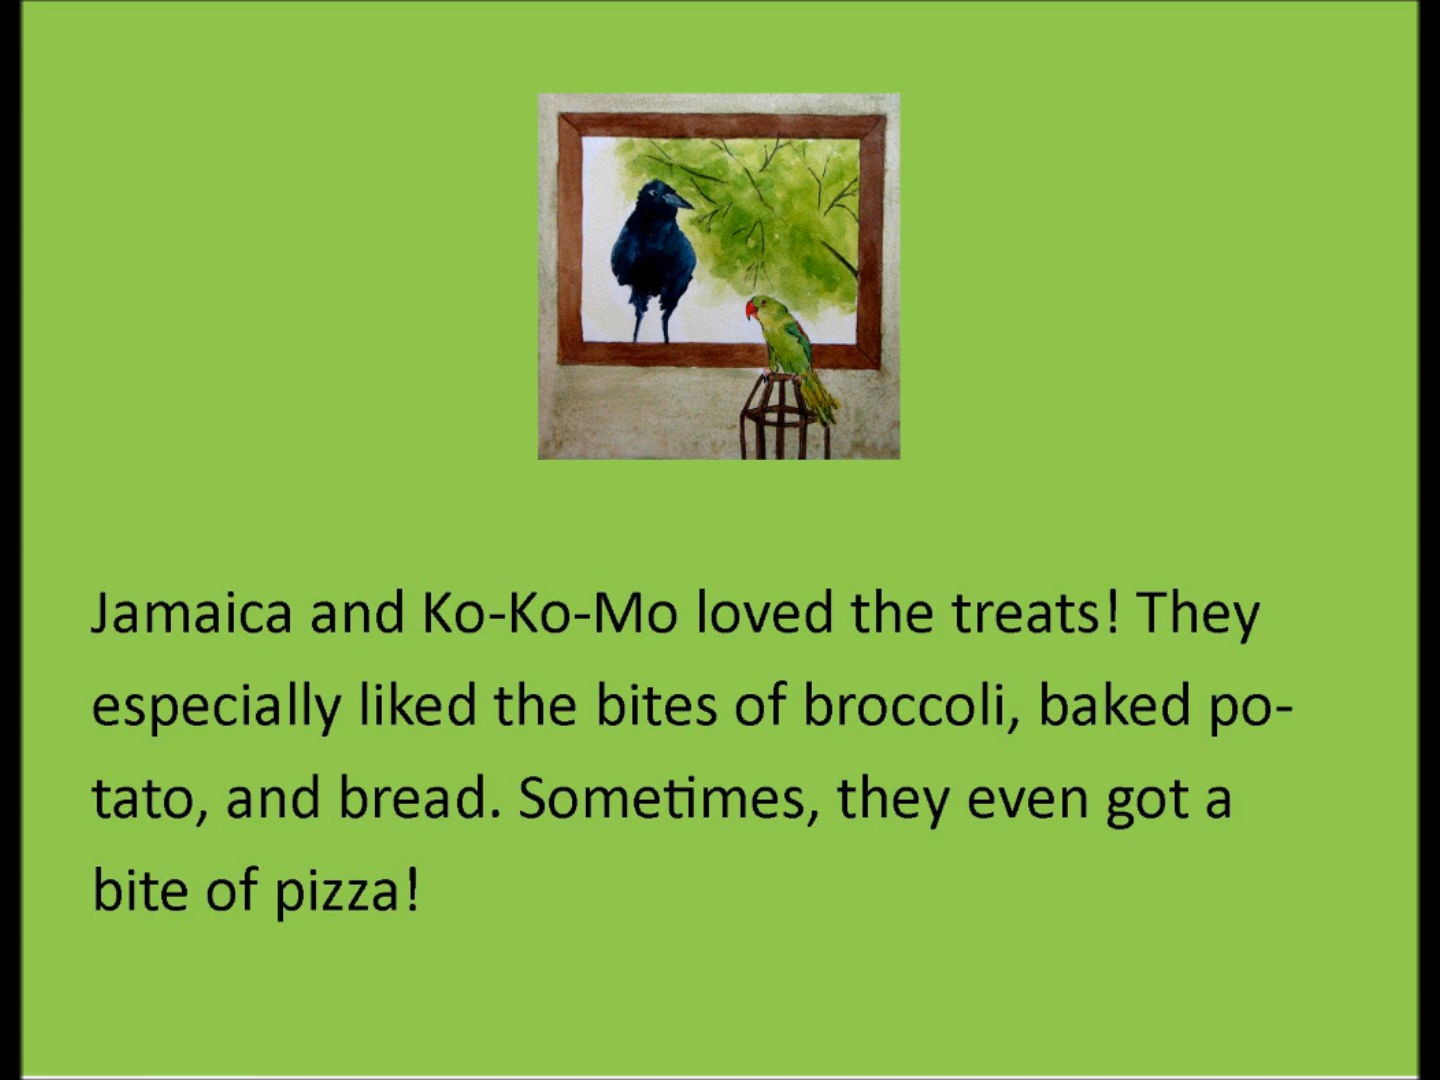 Jamaica and Ko-Ko-Mo loved the treats! They
especially liked the bites of broccoli, baked po-
tato, and bread. Sometimes, they even got a
bite of pizza!